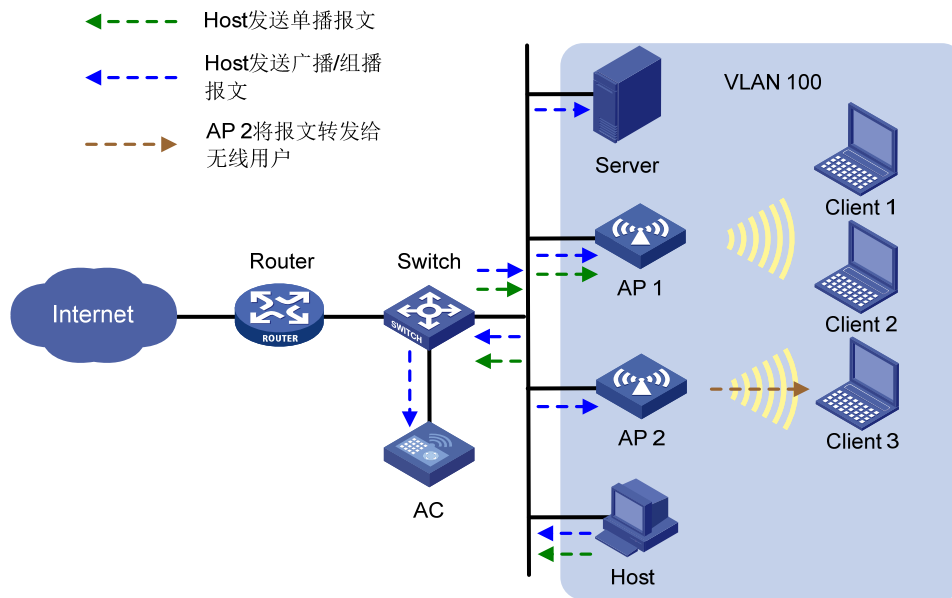 Host发送单播报文
Host发送广播/组播
报文
AP 2将报文转发给
无线用户
VLAN 100
Server
Client 1
AP 1
Client 2
Router
Switch
Internet
ROUTER
SWITCH
AP 2
Client 3
AC
Host